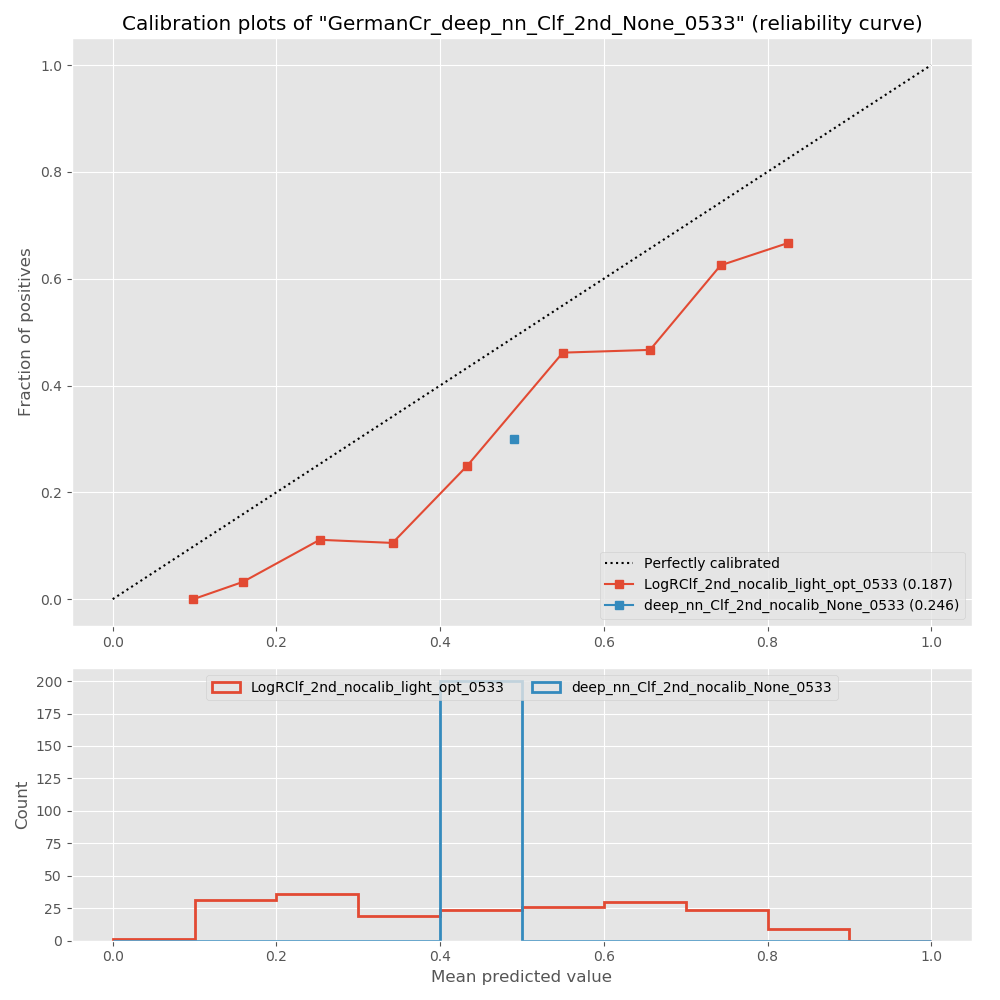 Calibration plots of "GermanCr_deep_nn_Clf_2nd_None_0533" (reliability curve)
1.0
0.8
0.6
0.4
0.2
0.0
Fraction of positives
Perfectly calibrated
LogRClf_2nd_nocalib_light_opt_0533 (0.187)
deep_nn_Clf_2nd_nocalib_None_0533 (0.246)
0.0 0.2 0.4 0.6 0.8 1.0
LogRClf_2nd_nocalib_light_opt_0533 deep_nn_Clf_2nd_nocalib_None_0533
200
175
150
125
100
75
50
25
0
Count
0.0 0.2 0.4 0.6 0.8 1.0
Mean predicted value